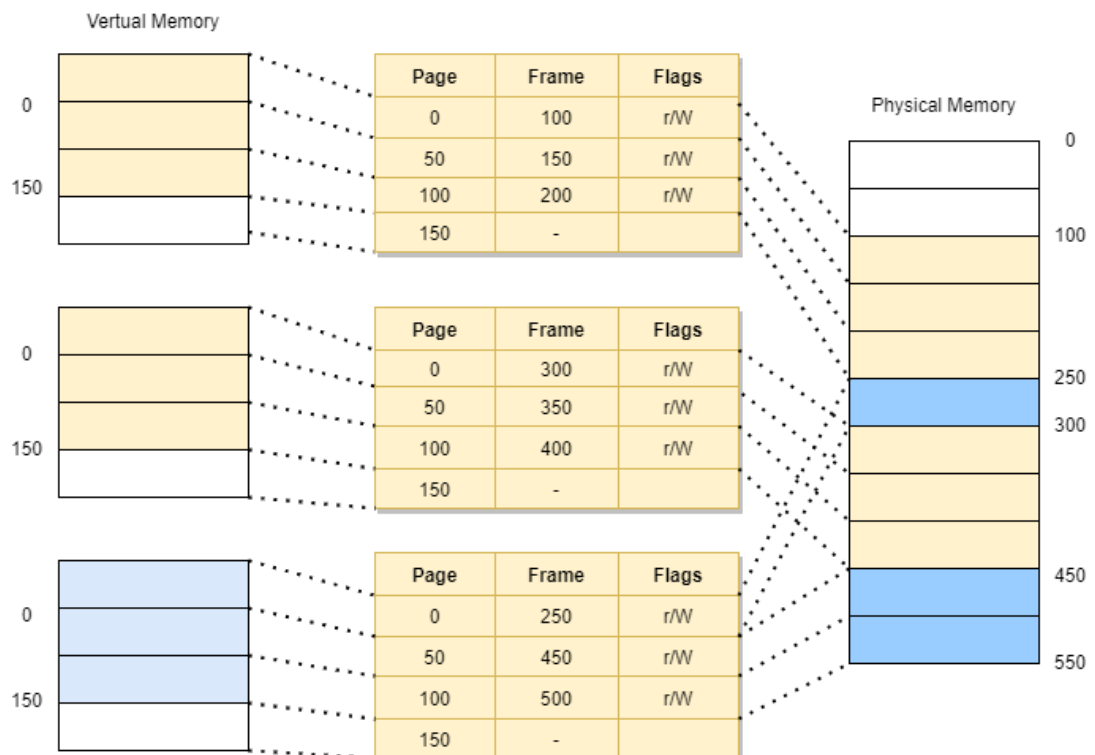 Vertual Memory
0
150
Page Frame Flags
0 100 r/W
50 150 r/W
100 200 r/W
150 -
0
150
Page Frame Flags
0 300 r/W
50 350 r/W
100 400 r/W
150 -
0
150
Page Frame Flags
0 250 r/W
50 450 r/W
100 500 r/W
150 -
Physical Memory
0
100
250
300
450
550